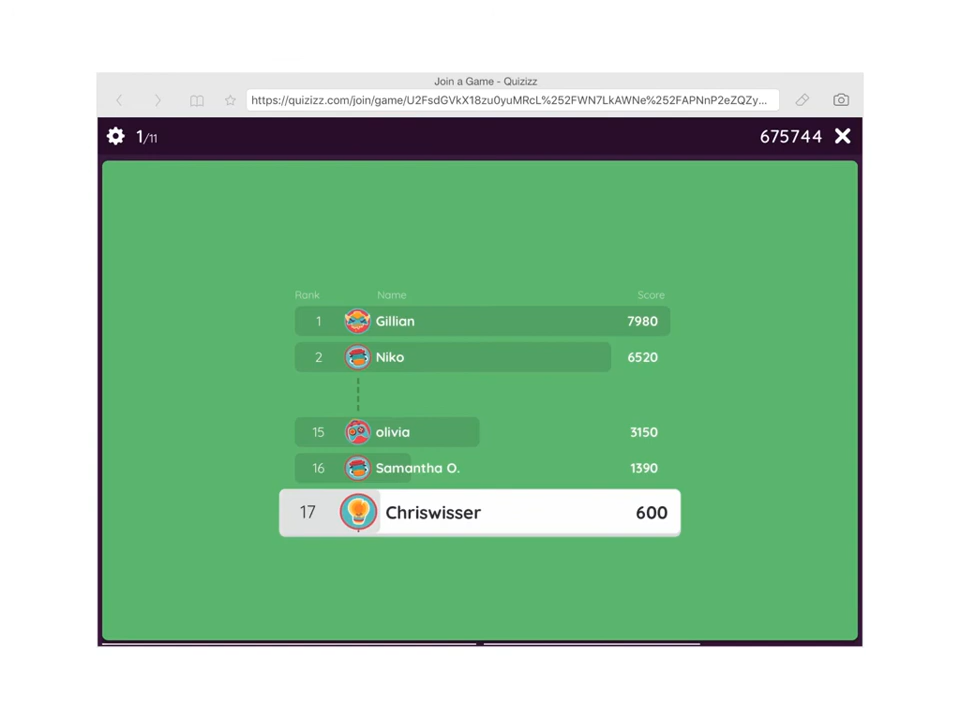 Join a Game - Quizizz
https://quizizz.com/join/game/U2FsdGVkX18zu0yuMRcL%252FWN7LkAWNe%252FAPNnP2eZQZy...
1/11 675744
Rank Name Score
1 Gillian 7980
2 Niko 6520
15 olivia 3150
16 Samantha O. 1390
17 Chriswisser 600